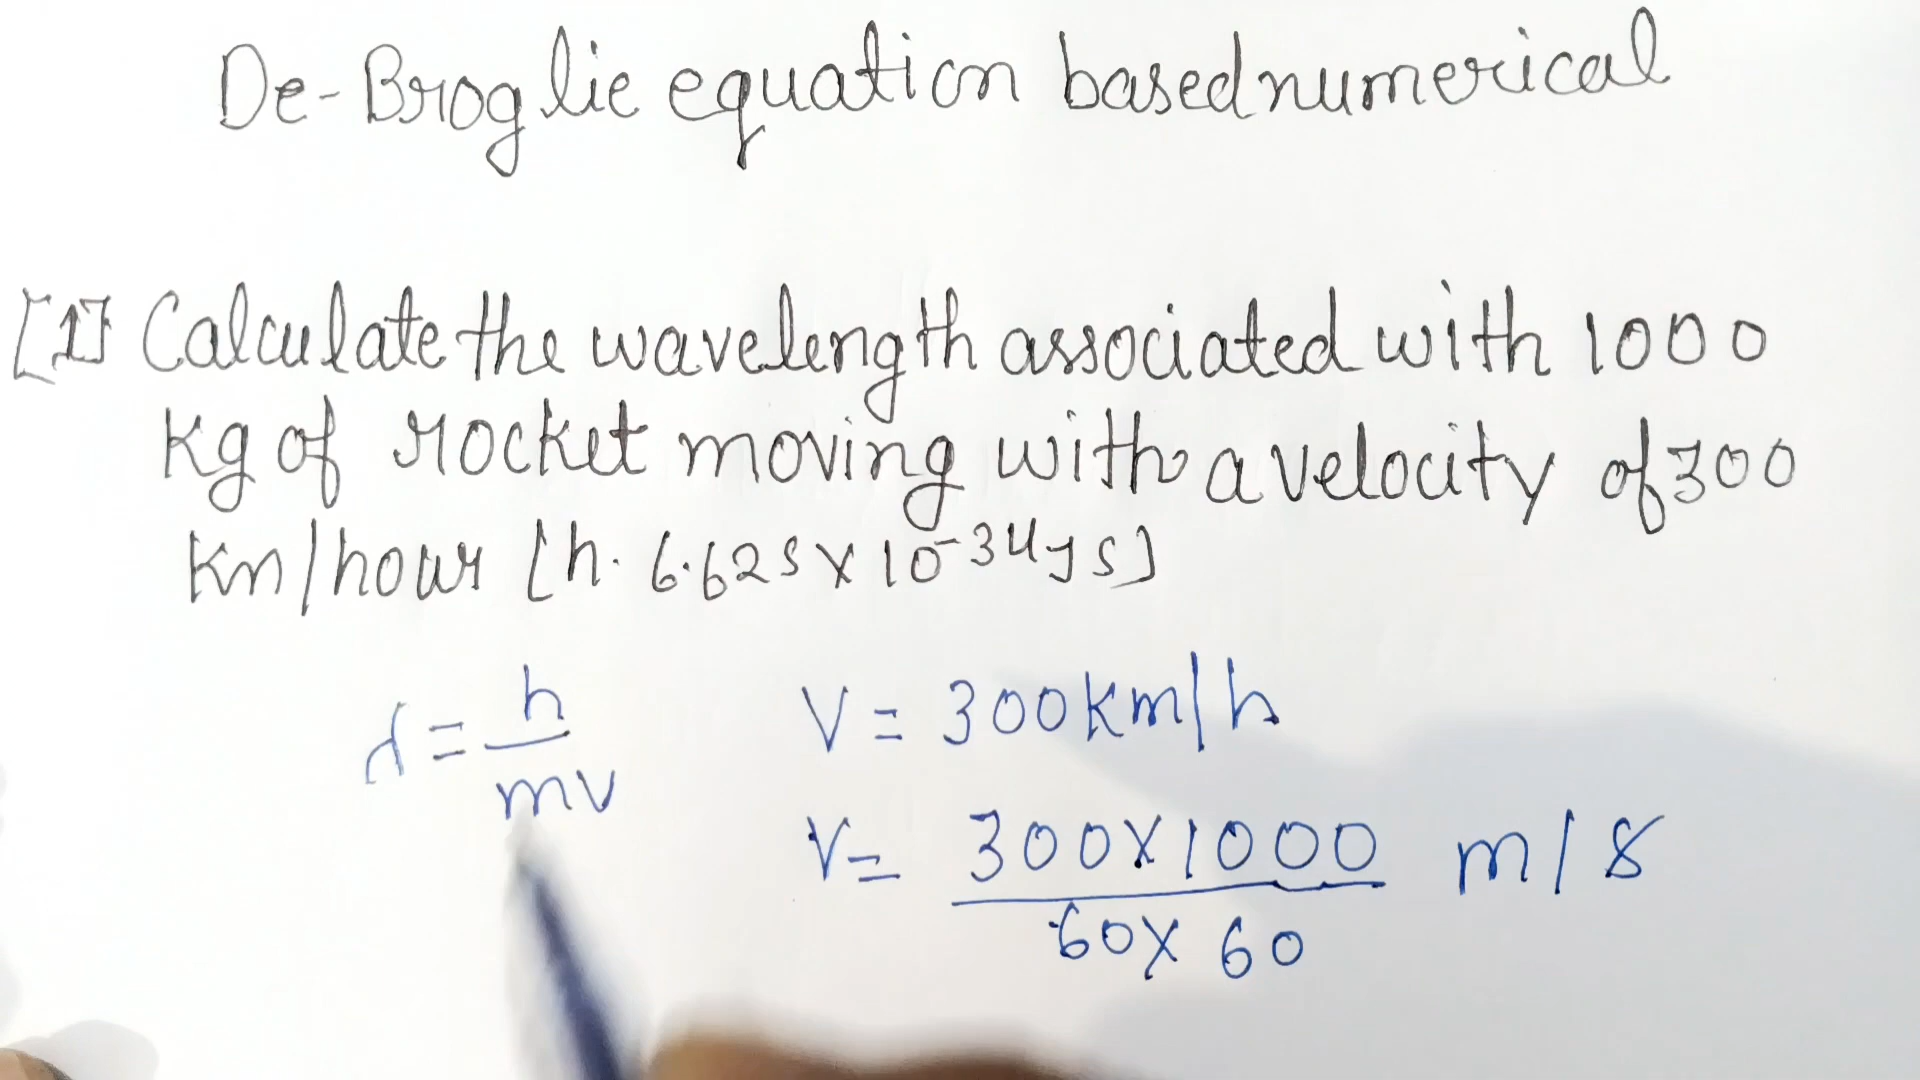 De-Broglie equation based numerical
[1] Calculate the wavelength associated with 1000
kg of rocket moving with a velocity of 300
Km/hour [h. 6.625 x 10^-34 Js]
λ = h/mv
V = 300 km/h
V = 300 x 1000 / 60 x 60 m/s